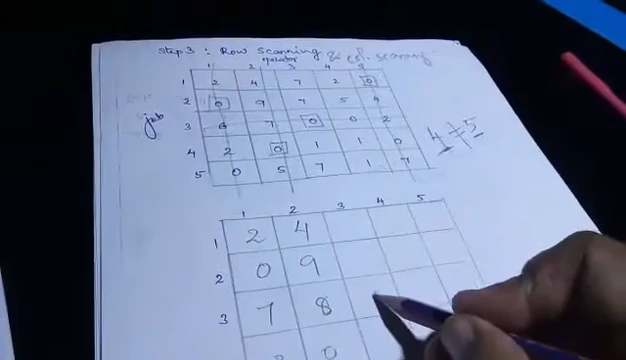 step 3 : Row scanning & col. scanning
operator
1 2 3 4 5
1 2 4 7 2 0
2 0 9 7 5 4
job
3 6 7 0 0 2
4 2 0 1 1 0
5 0 5 7 1 7
4≠5
1 2 3 4 5
1 2 4
2 0 9
3 7 8
0